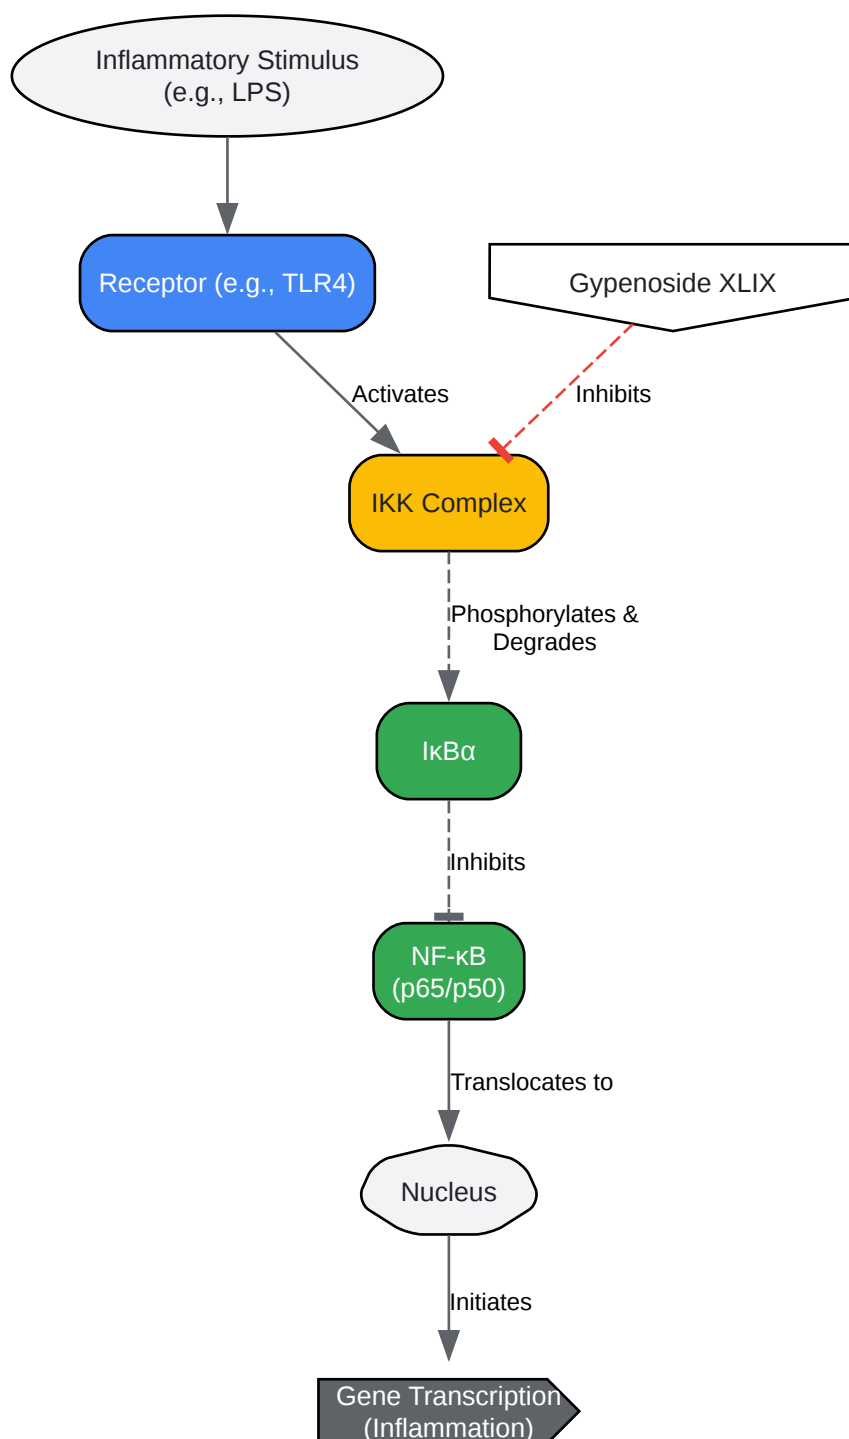 Inflammatory Stimulus
(e.g., LPS)
Receptor (e.g., TLR4)
Gypenoside XLIX
Activates
Inhibits
IKK Complex
Phosphorylates &
Degrades
IκBα
Inhibits
NF-κB
(p65/p50)
Translocates to
Nucleus
Initiates
Gene Transcription
(Inflammation)